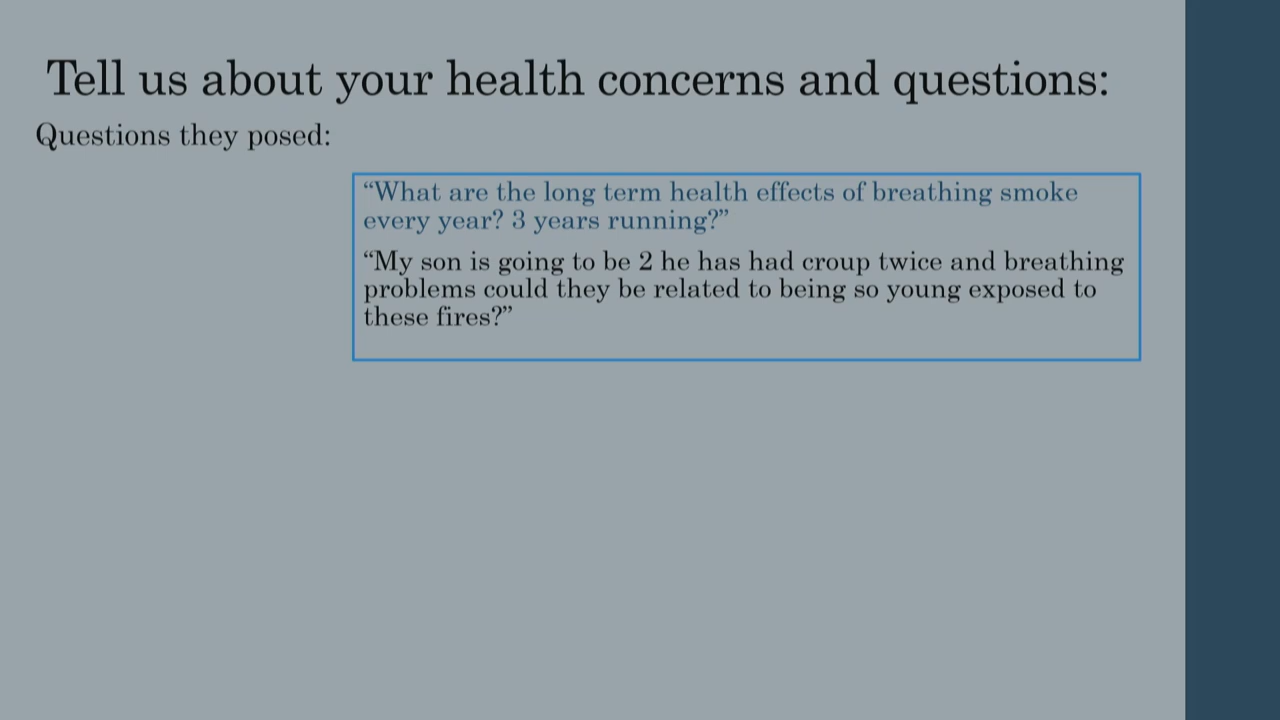 Tell us about your health concerns and questions:
Questions they posed:
“What are the long term health effects of breathing smoke
every year? 3 years running?”
“My son is going to be 2 he has had croup twice and breathing
problems could they be related to being so young exposed to
these fires?”